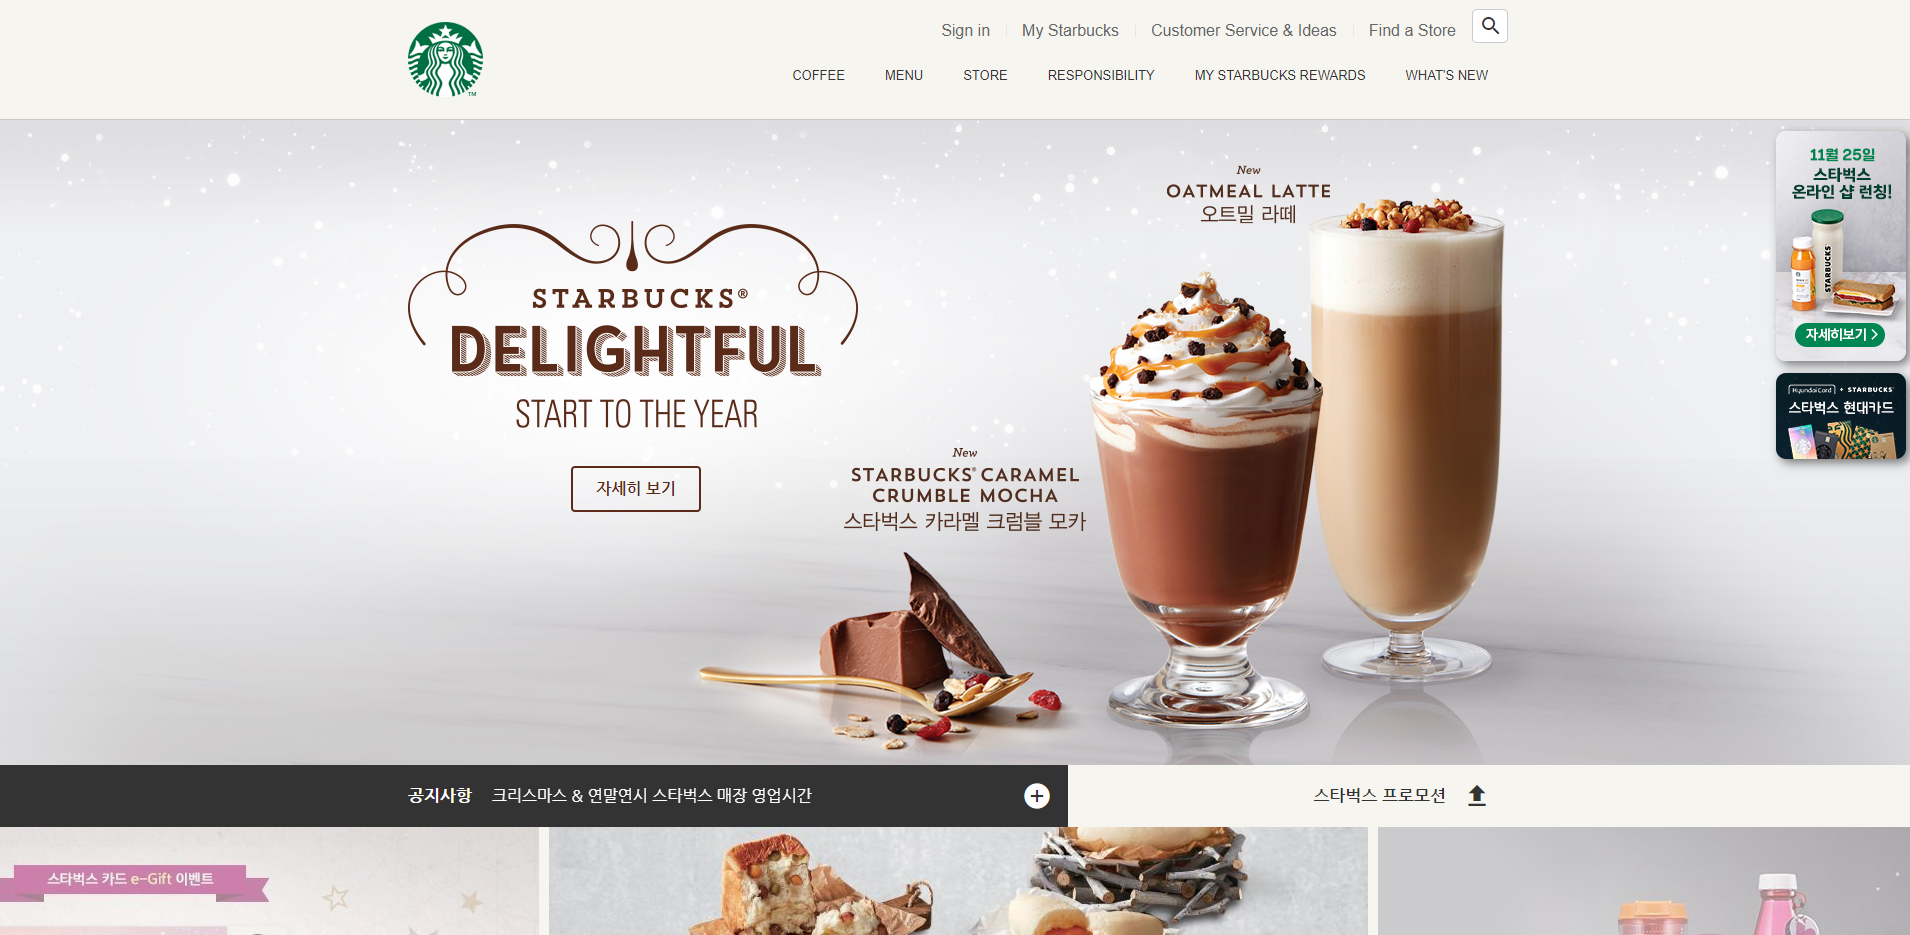 Sign in
My Starbucks
Customer Service & Ideas
Find a Store
TM
COFFEE
MENU
STORE
RESPONSIBILITY
MY STARBUCKS REWARDS
WHAT'S NEW
STARBUCKS®
DELIGHTFUL
START TO THE YEAR
자세히 보기
New
OATMEAL LATTE
오트밀 라떼
New
STARBUCKS® CARAMEL
CRUMBLE MOCHA
스타벅스 카라멜 크럼블 모카
11월 25일
스타벅스
온라인 샵 런칭!
STARBUCKS
자세히보기 >
HyundaiCard + STARBUCKS
스타벅스 현대카드
공지사항
크리스마스 & 연말연시 스타벅스 매장 영업시간
스타벅스 프로모션
스타벅스 카드 e-Gift 이벤트